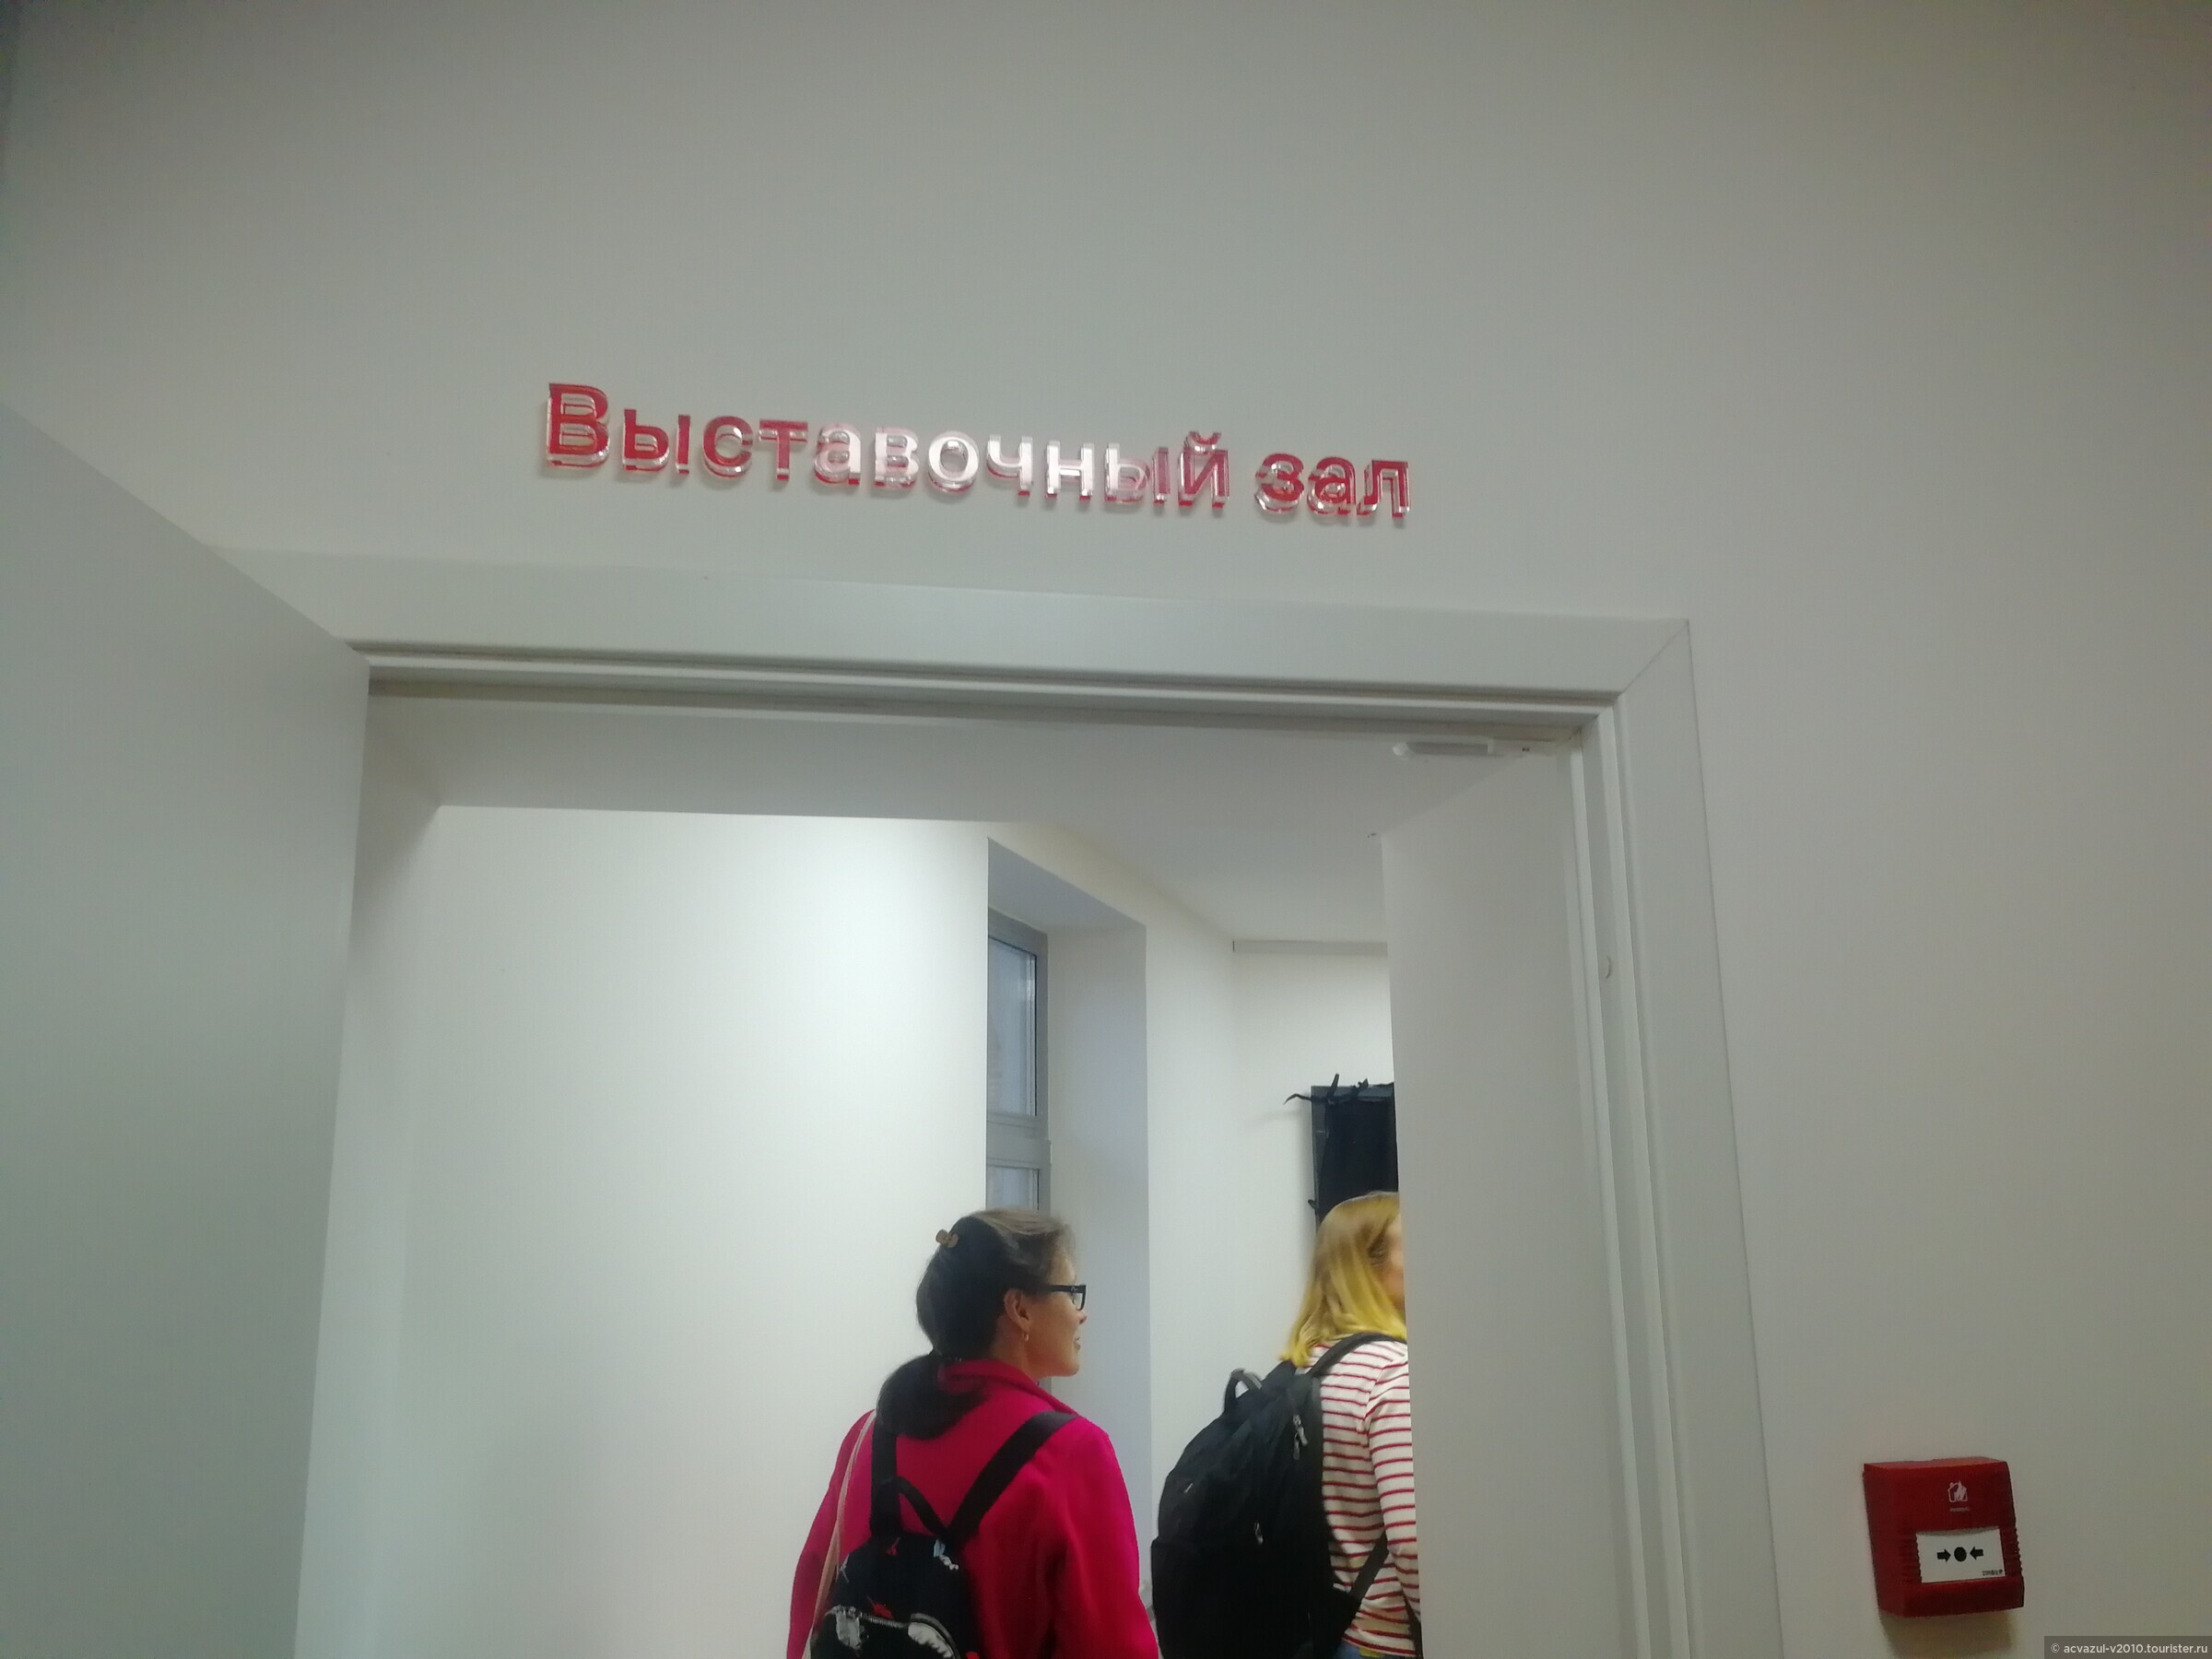 Выставочный зал
© acvazul-v2010.tourister.ru